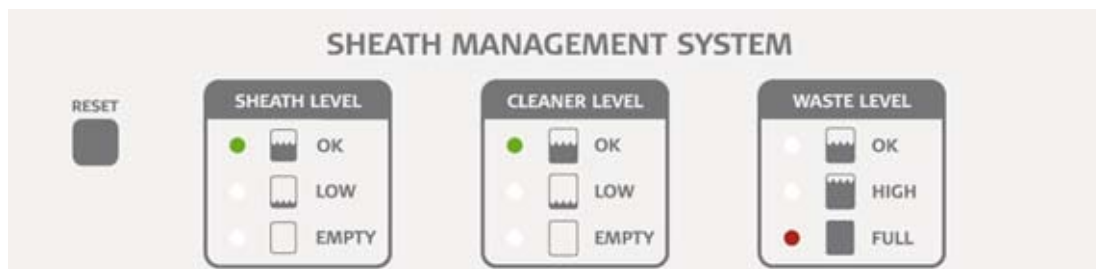 SHEATH MANAGEMENT SYSTEM
RESET
SHEATH LEVEL
OK
LOW
EMPTY
CLEANER LEVEL
OK
LOW
EMPTY
WASTE LEVEL
OK
HIGH
FULL